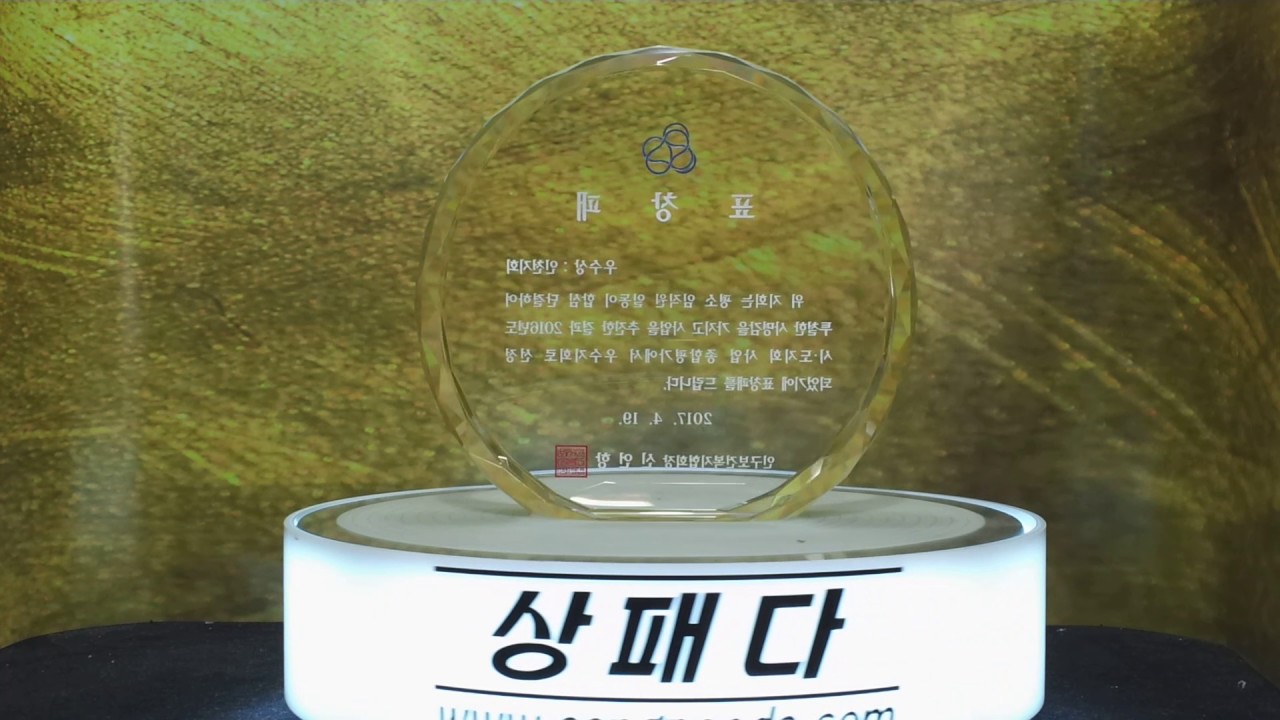 표 창 패
우수상 : 인천지회
위 지회는 평소 임직원 일동이 합심 단결하여
투철한 사명감을 가지고 사업을 추진한 결과 2016년도
시·도지회 사업 종합평가에서 우수지회로 선정
되었기에 표창패를 드립니다.
2017. 4. 19.
인구보건복지협회장 신 언 항
상패다
www. .com